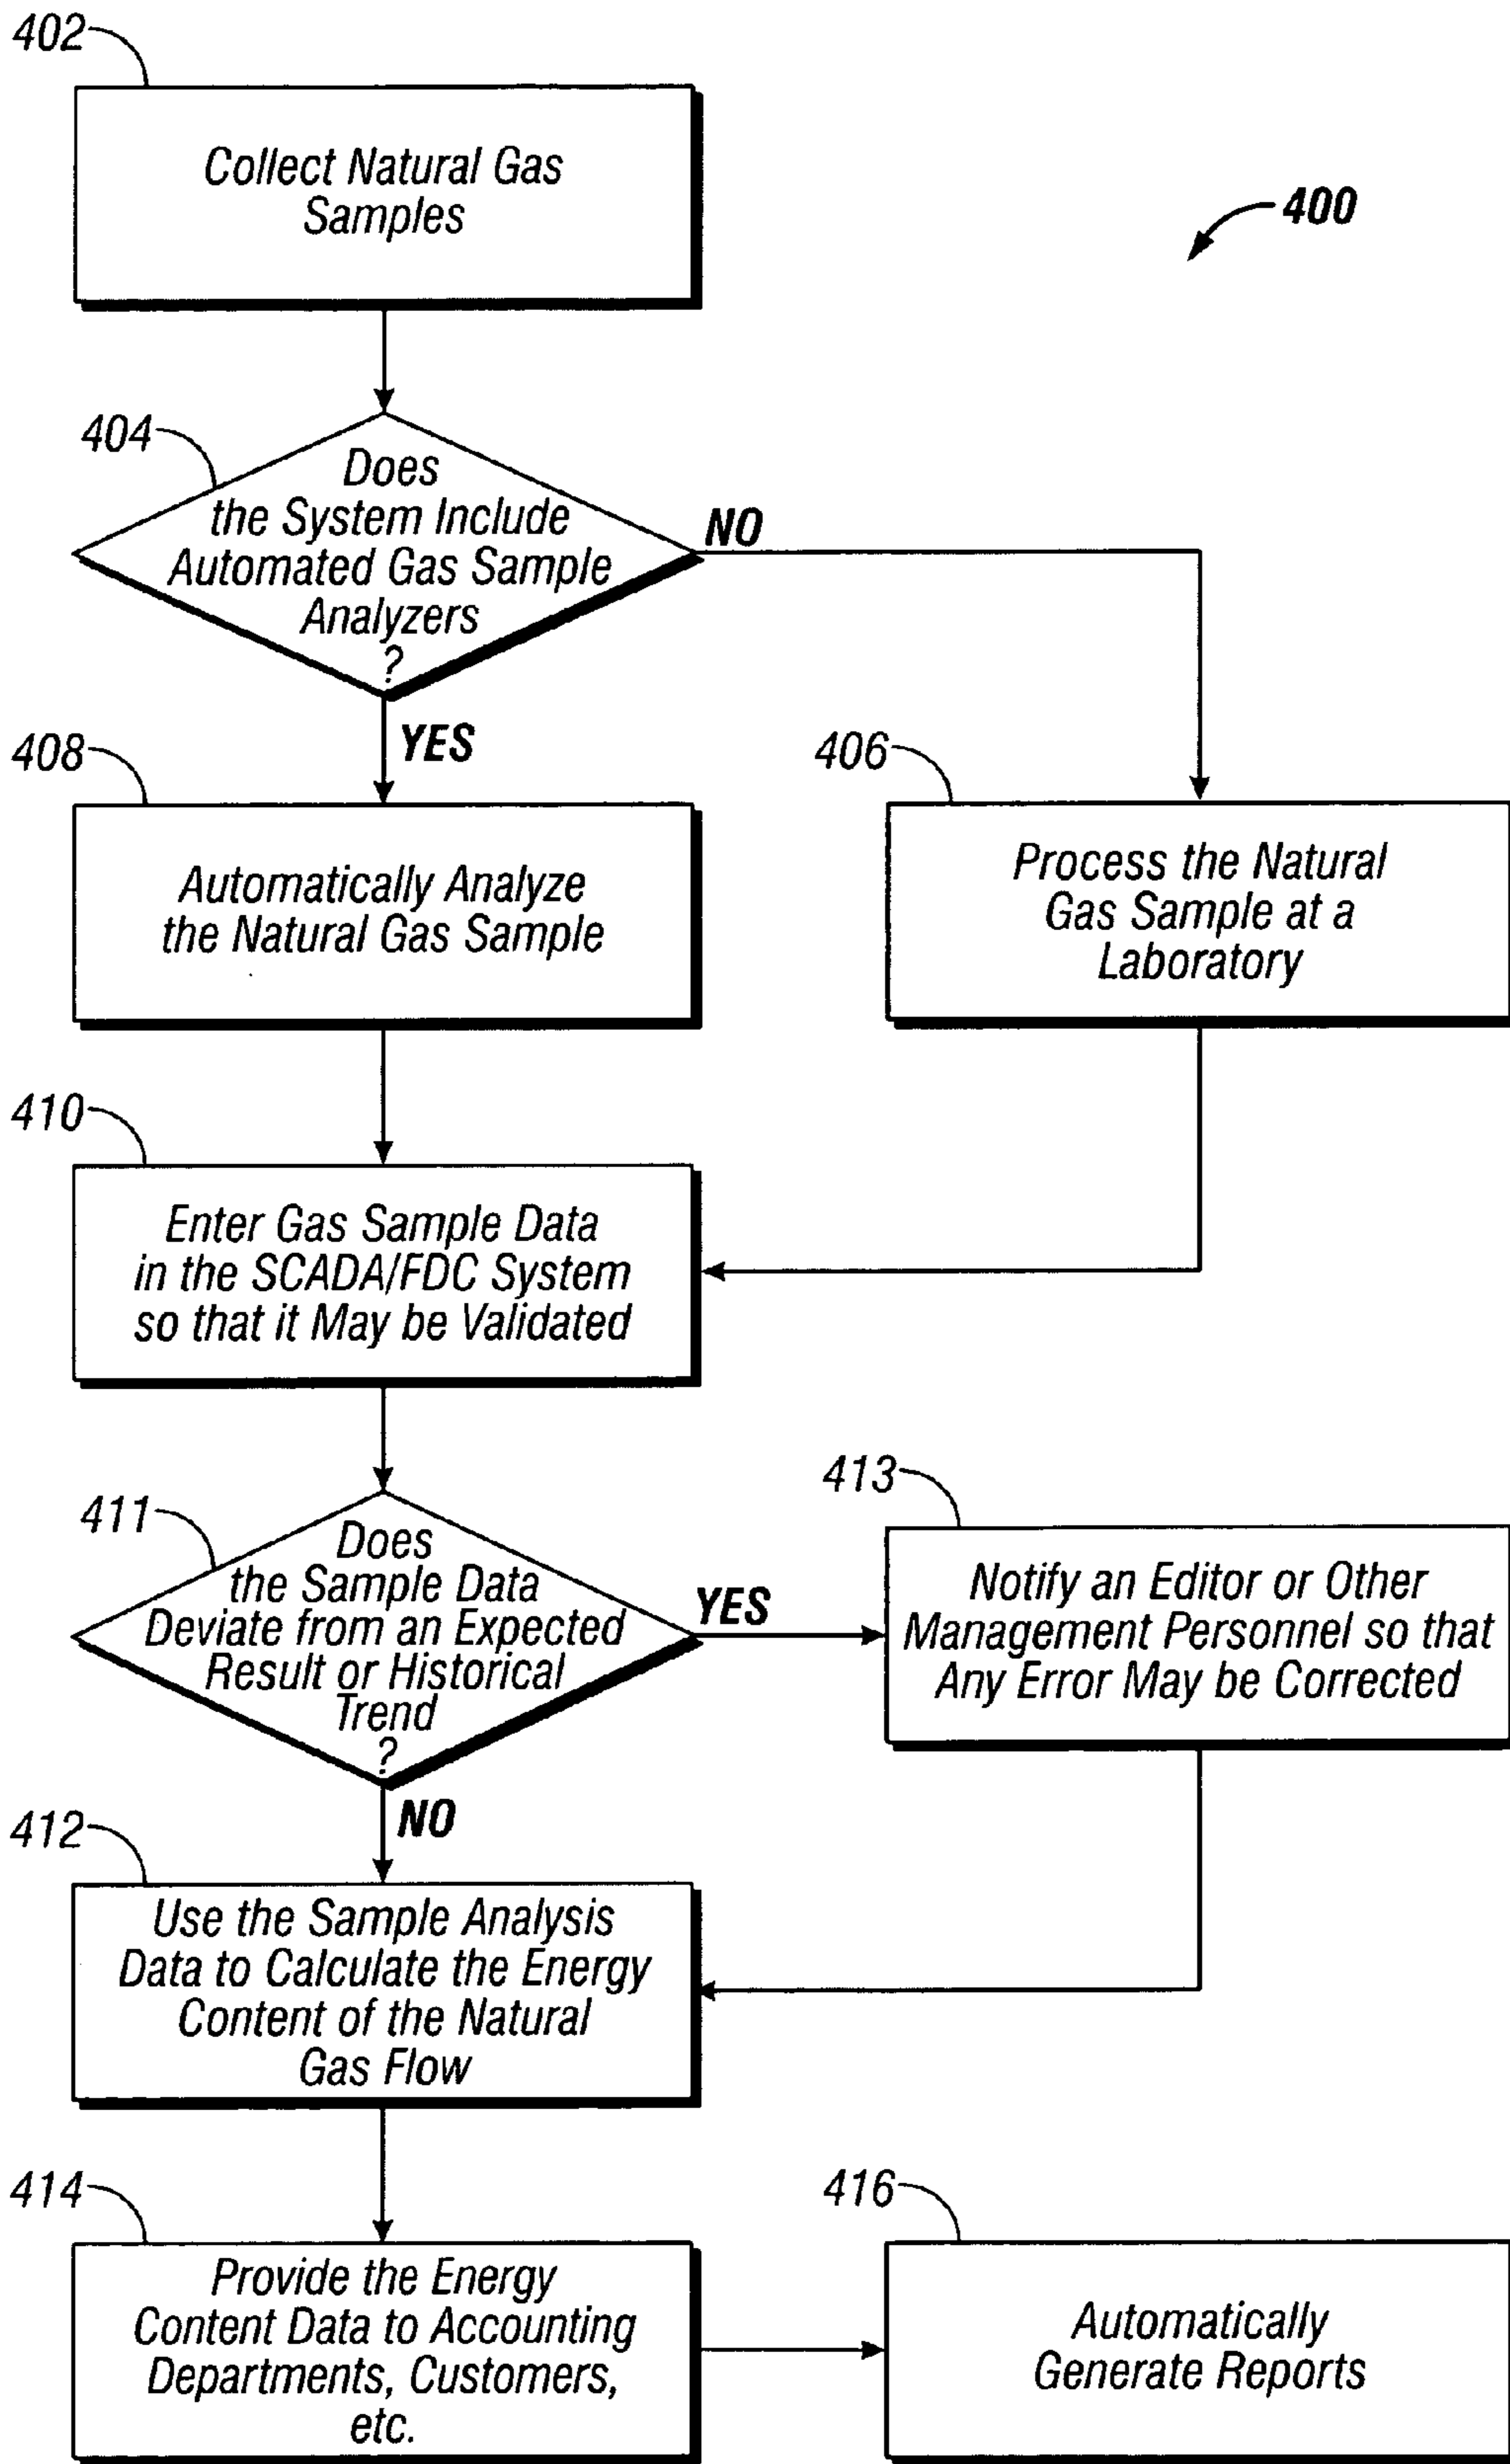 402
Collect Natural Gas
Samples
400
404
Does
the System Include
Automated Gas Sample
Analyzers
?
NO
YES
408
Automatically Analyze
the Natural Gas Sample
406
Process the Natural
Gas Sample at a
Laboratory
410
Enter Gas Sample Data
in the SCADA/FDC System
so that it May be Validated
411
Does
the Sample Data
Deviate from an Expected
Result or Historical
Trend
?
YES
413
Notify an Editor or Other
Management Personnel so that
Any Error May be Corrected
NO
412
Use the Sample Analysis
Data to Calculate the Energy
Content of the Natural
Gas Flow
414
Provide the Energy
Content Data to Accounting
Departments, Customers,
etc.
416
Automatically
Generate Reports